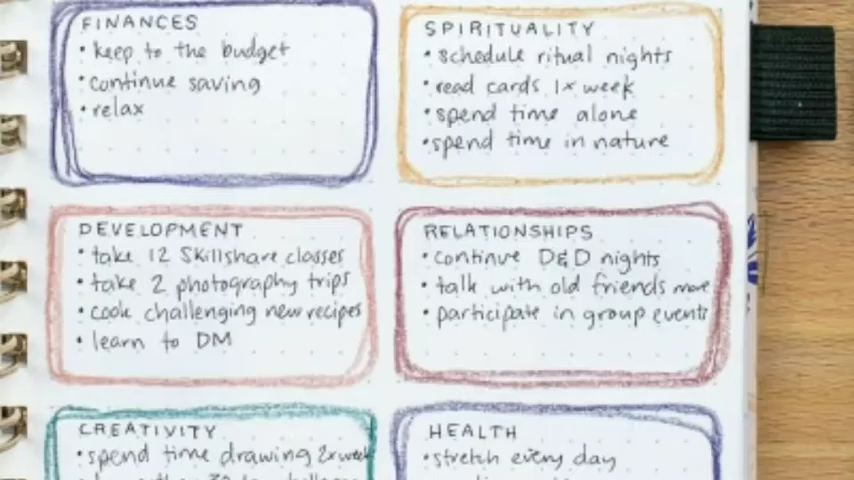 FINANCES
• keep to the budget
• continue saving
• relax
SPIRITUALITY
• schedule ritual nights
• read cards 1x week
• spend time alone
• spend time in nature
DEVELOPMENT
• take 12 Skillshare classes
• take 2 photography trips
• cook challenging new recipes
• learn to DM
RELATIONSHIPS
• continue D&D nights
• talk with old friends more
• participate in group events
CREATIVITY
• spend time drawing 2x week
HEALTH
• stretch every day